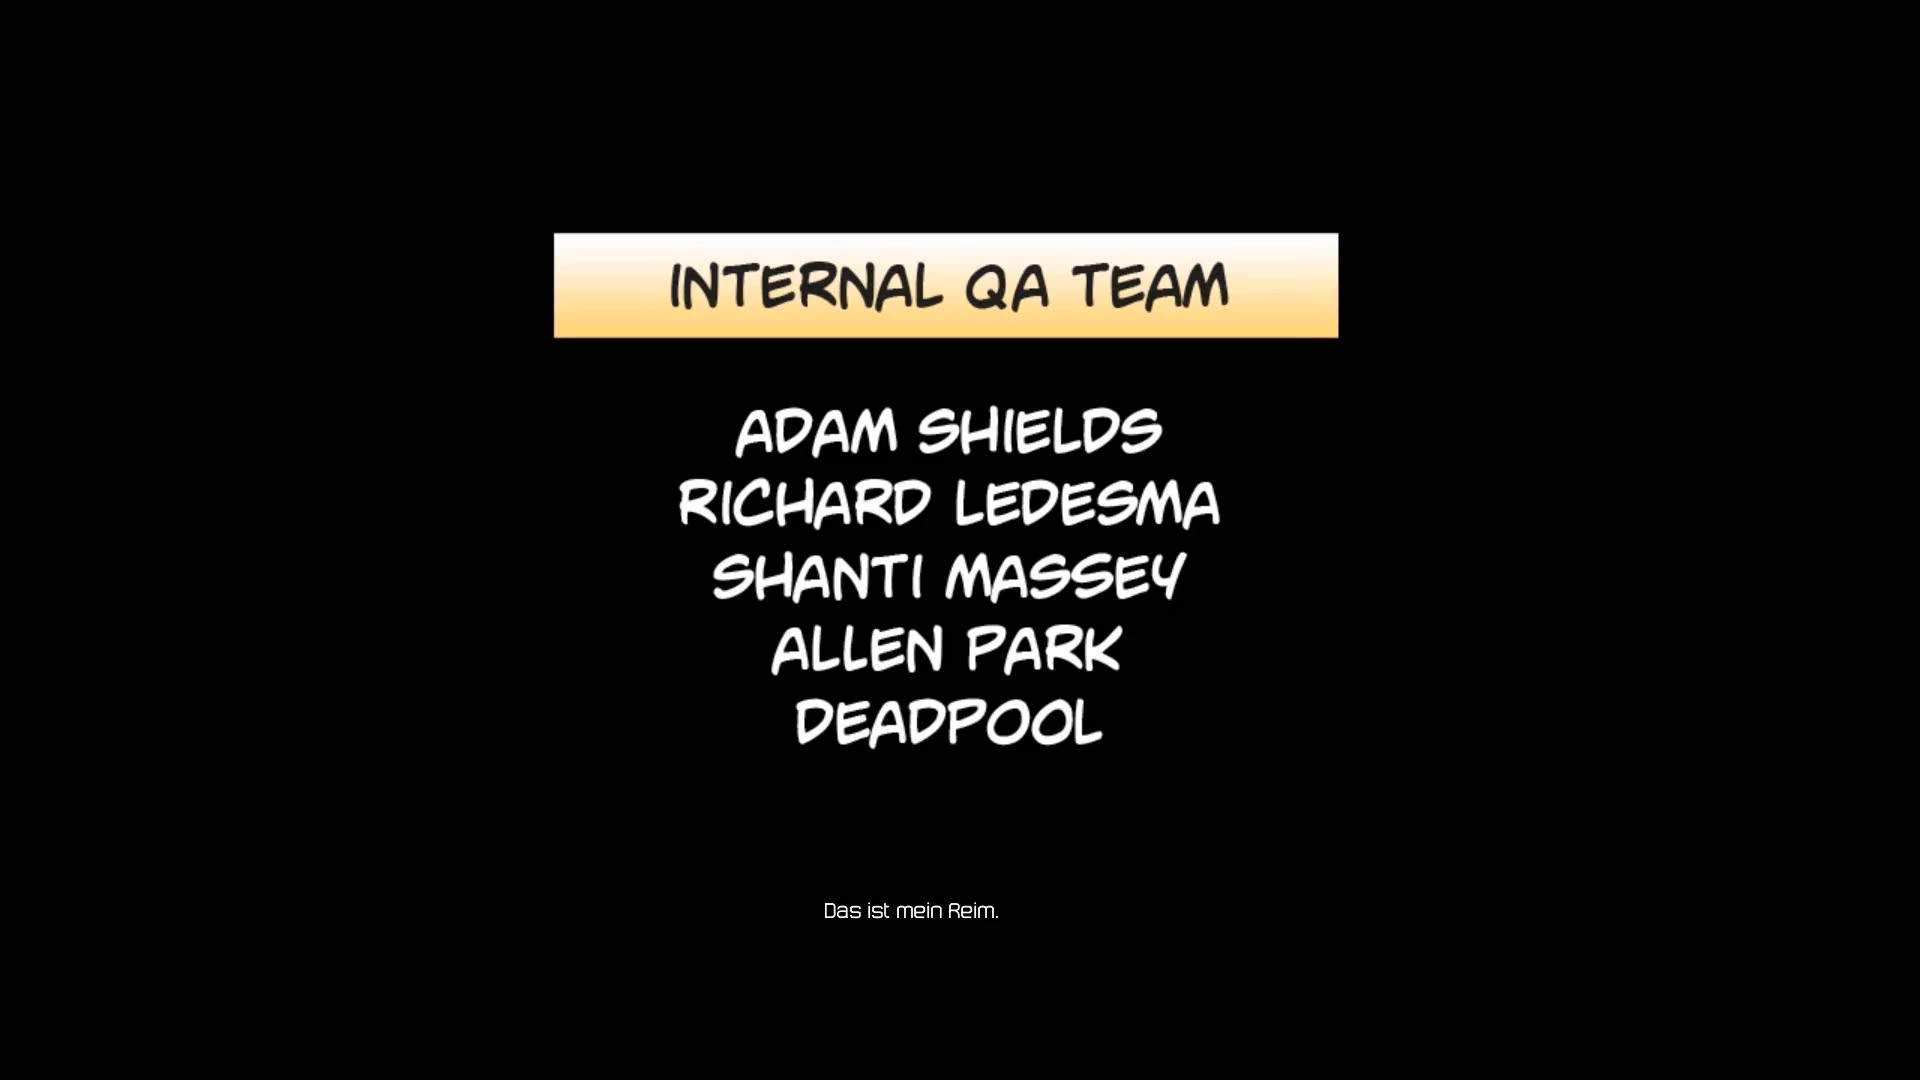 INTERNAL QA TEAM
ADAM SHIELDS
RICHARD LEDESMA
SHANTI MASSEY
ALLEN PARK
DEADPOOL
Das ist mein Reim.